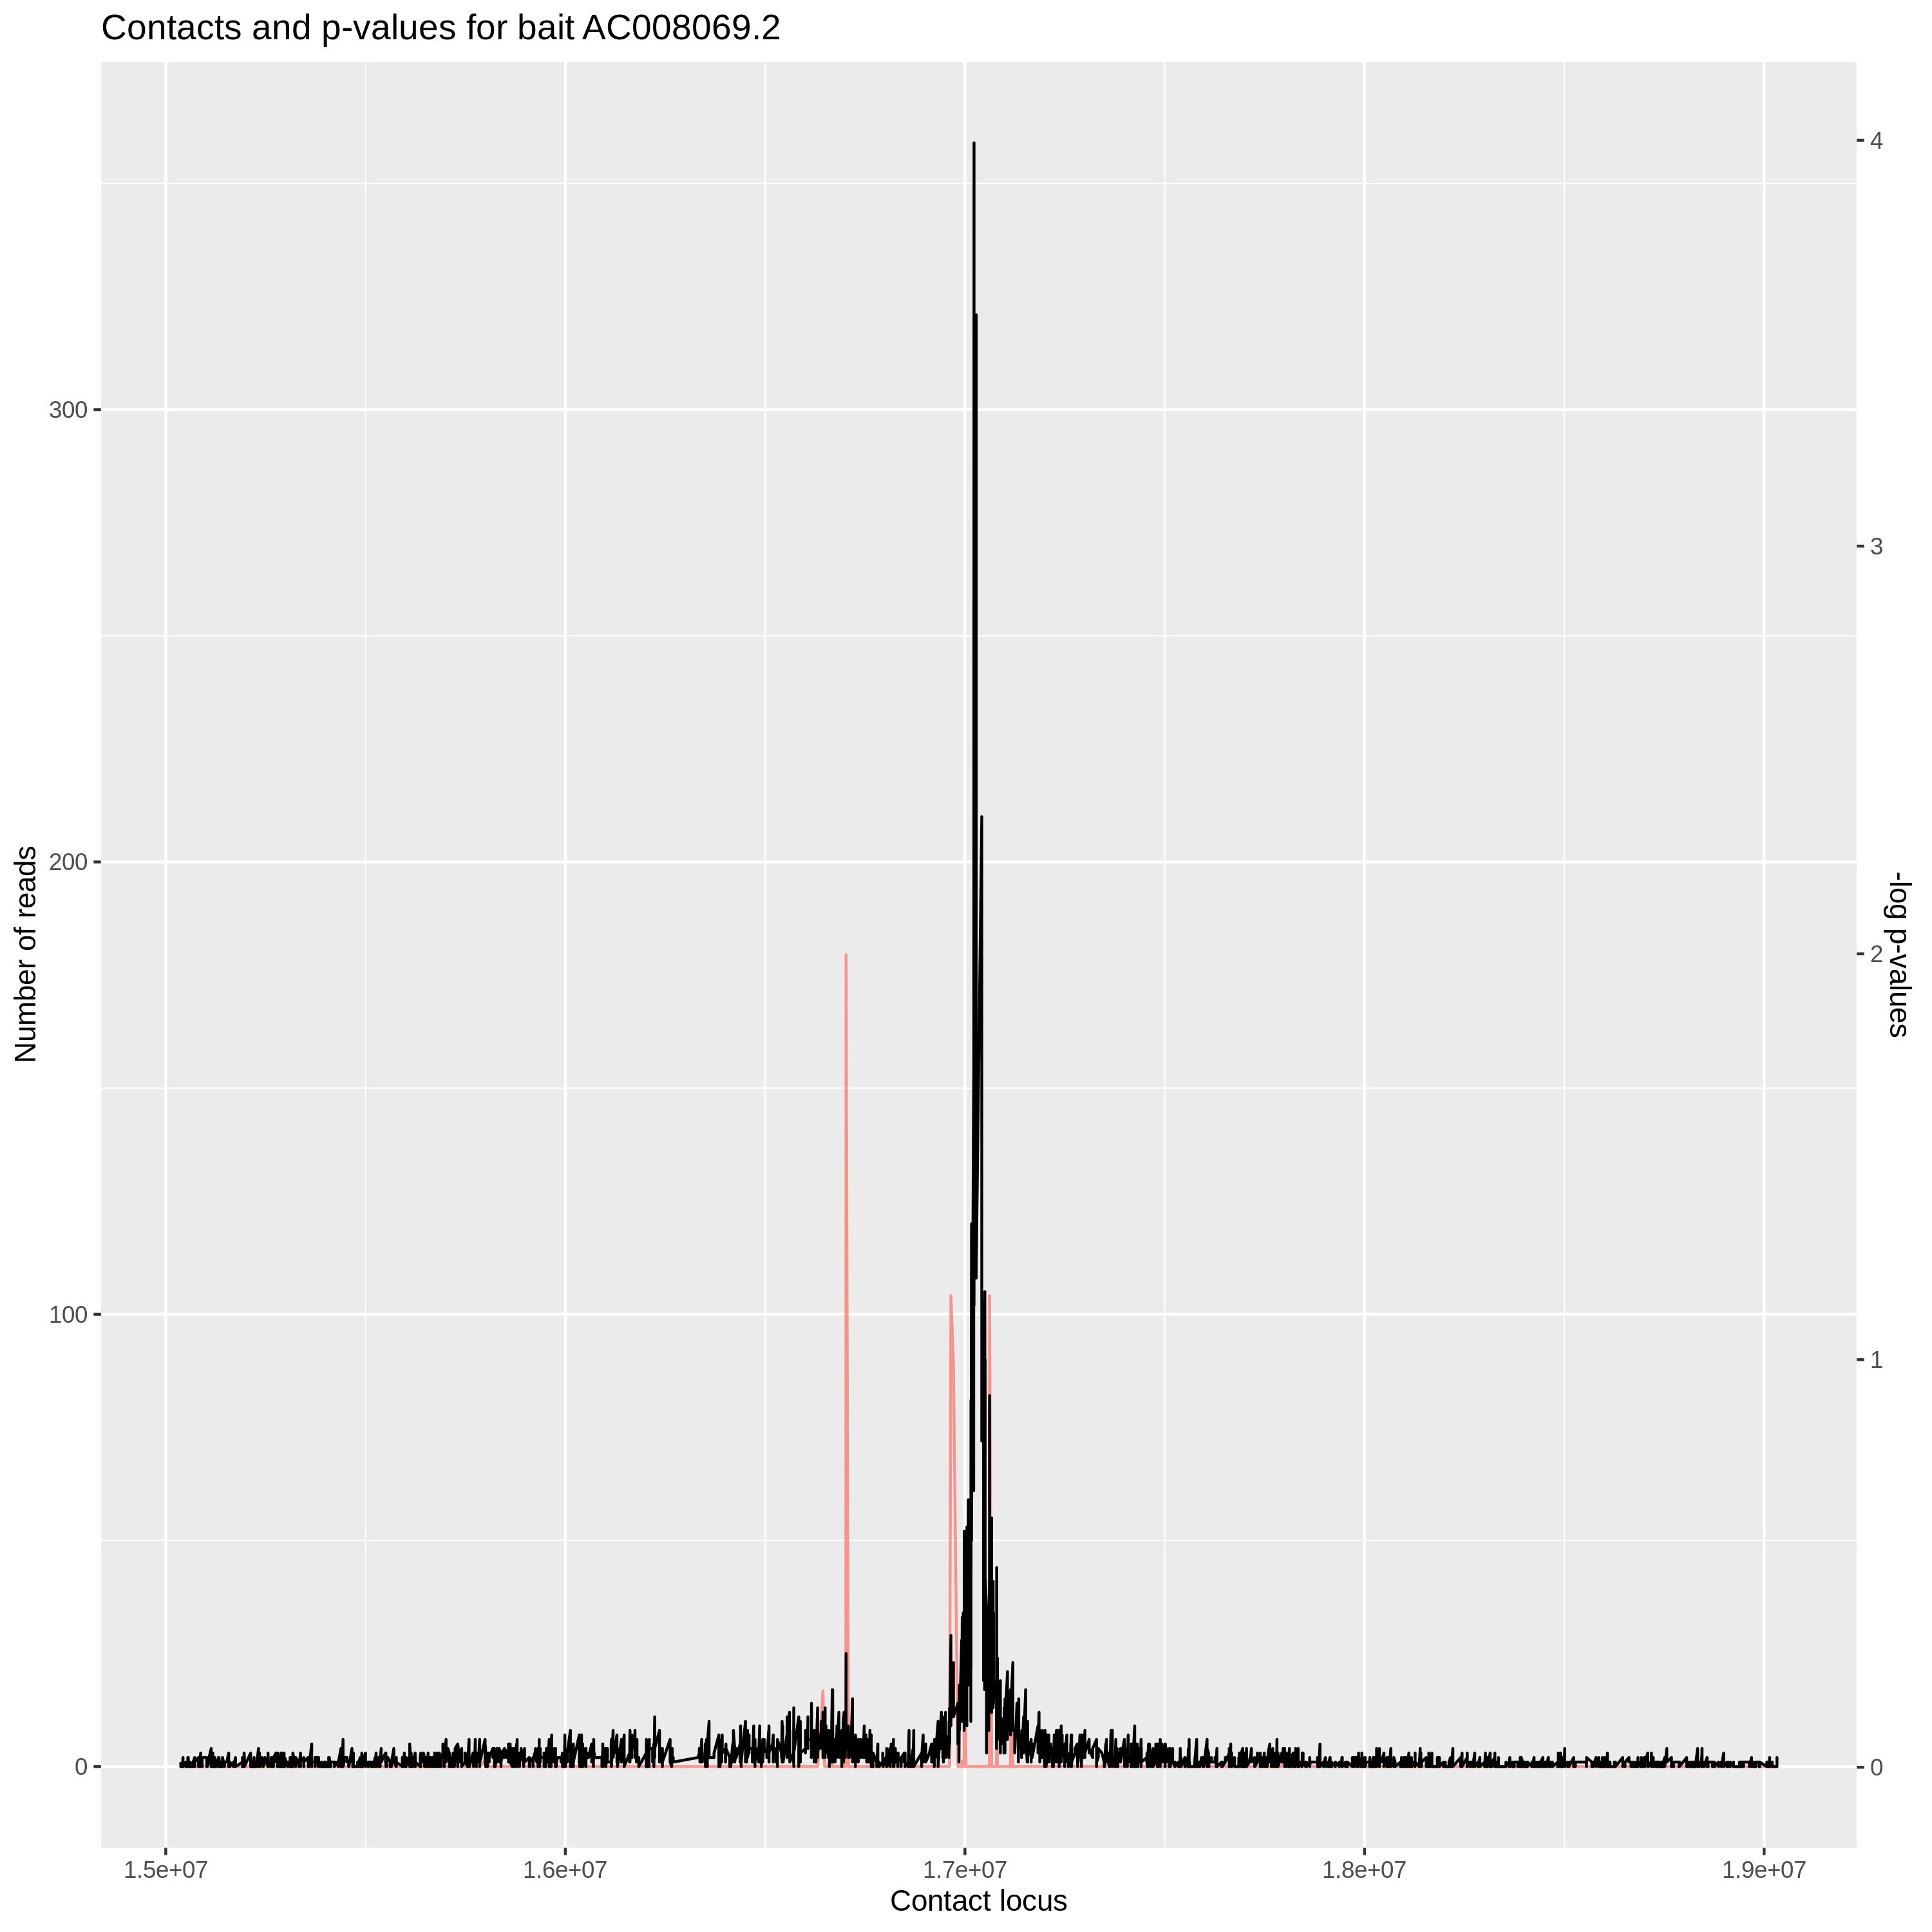 Contacts and p-values for bait AC008069.2
Number of reads
300
200
100
0
4
3
2
1
0
-log p-values
1.5e+07 1.6e+07 1.7e+07 1.8e+07 1.9e+07
Contact locus